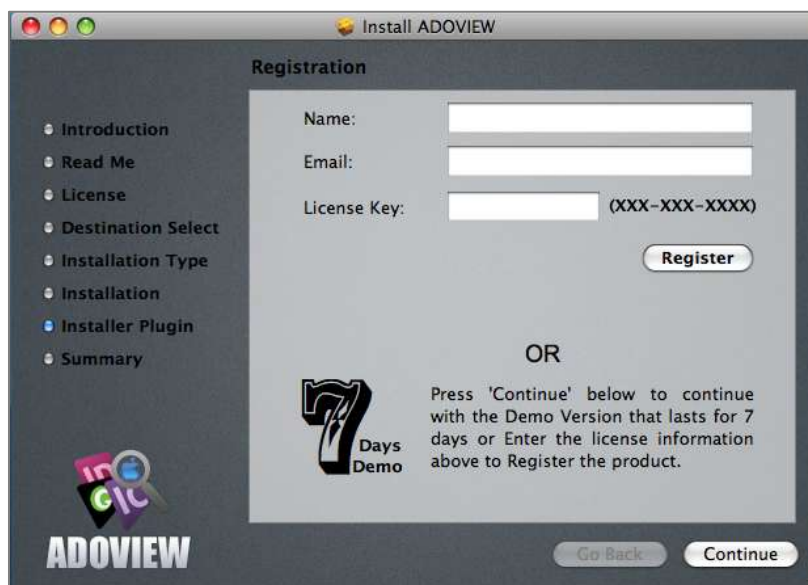 Install ADOVIEW
Registration
Introduction
Read Me
License
Destination Select
Installation Type
Installation
Installer Plugin
Summary
Name:
Email:
License Key:
(XXX-XXX-XXXX)
Register
OR
7
Days
Demo
Press 'Continue' below to continue
with the Demo Version that lasts for 7
days or Enter the license information
above to Register the product.
ID
GIC
ADOVIEW
Go Back
Continue